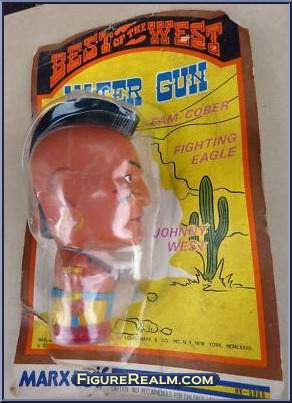 BEST OF THE WEST
WATER GUN
SAM COBER
FIGHTING
EAGLE
JOHNNY
WEST
MARX
FIGUREREALM.COM